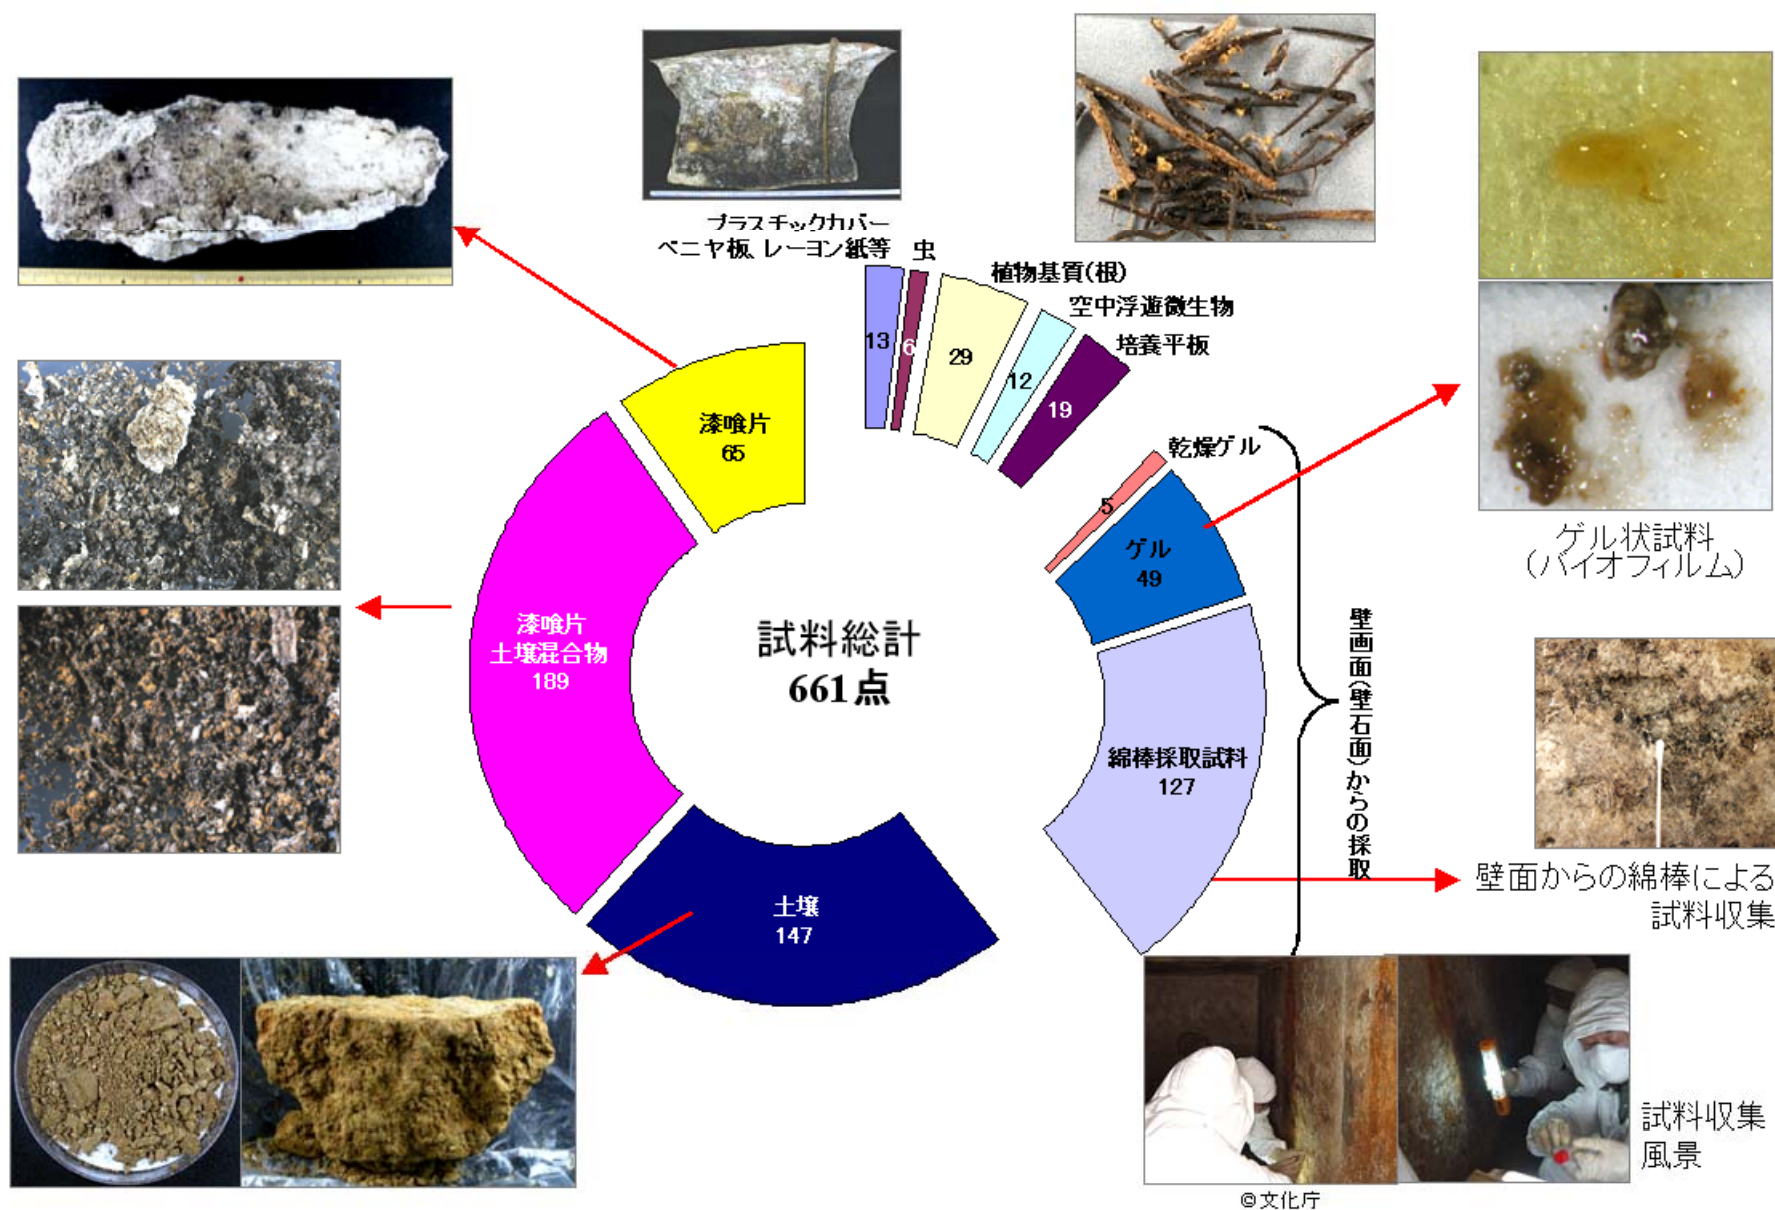 プラスチックカバー
ベニヤ板、レーヨン紙等
虫
植物基質(根)
空中浮遊微生物
培養平板
13
6
29
12
19
乾燥ゲル
5
ゲル
49
ゲル状試料
(バイオフィルム)
漆喰片
65
漆喰片
土壌混合物
189
試料総計
661点
綿棒採取試料
127
壁画面(壁石面)からの採取
土壌
147
壁面からの綿棒による
試料収集
試料収集
風景
©文化庁